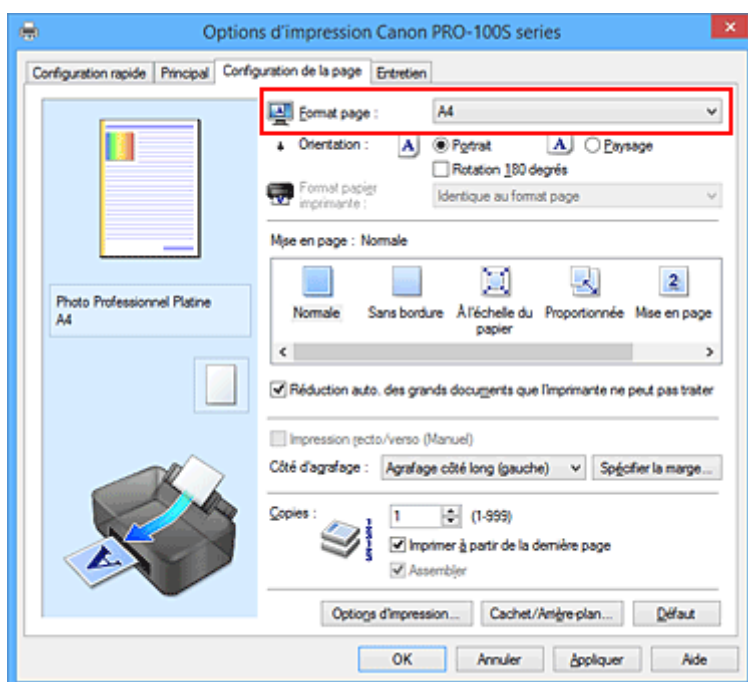 Options d'impression Canon PRO-100S series
Configuration rapide Principal Configuration de la page Entretien
Format page : A4
Orientation : A Portrait A Paysage
Rotation 180 degrés
Format papier imprimante : Identique au format page
Mise en page : Normale
Normale Sans bordure À l'échelle du papier Proportionnée 2 Mise en page
Photo Professionnel Platine
A4
Réduction auto. des grands documents que l'imprimante ne peut pas traiter
Impression recto/verso (Manuel)
Côté d'agrafage : Agrafage côté long (gauche) Spécifier la marge...
Copies : 1 (1-999)
Imprimer à partir de la dernière page
Assembler
A
Options d'impression... Cachet/Arrière-plan... Défaut
OK Annuler Appliquer Aide